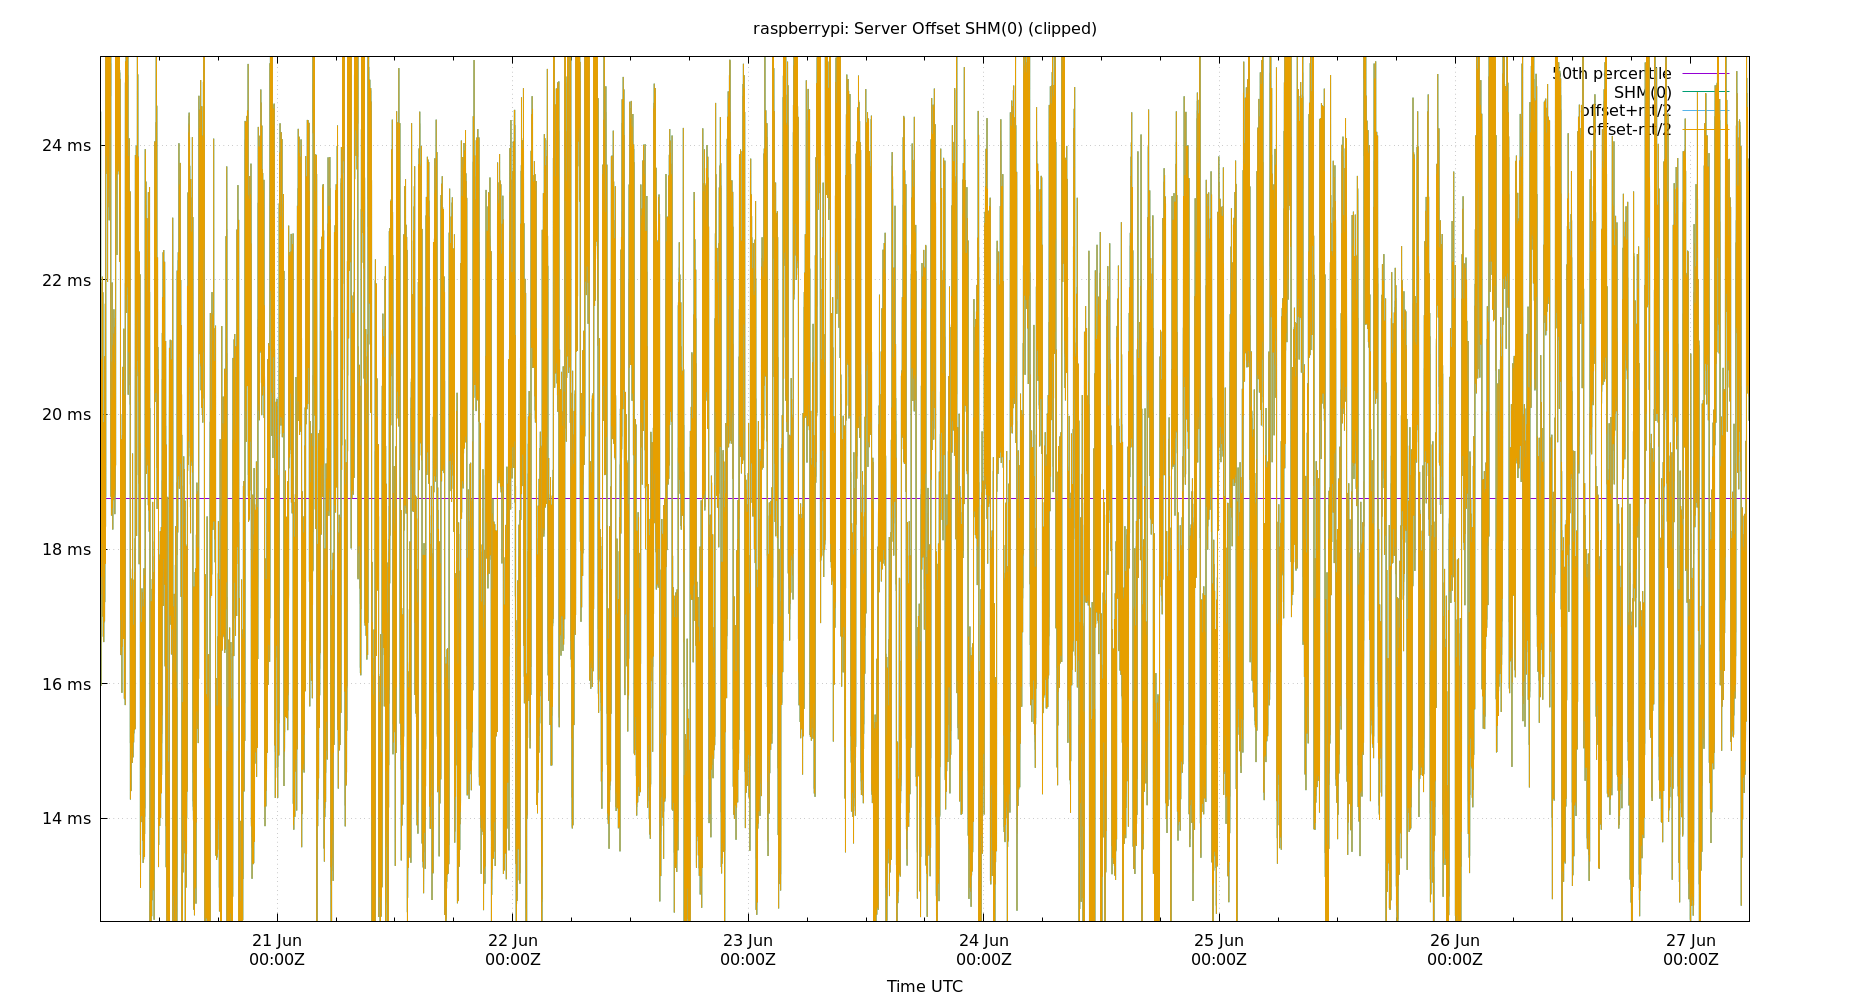 raspberrypi: Server Offset SHM(0) (clipped)
50th percentile
SHM(0)
offset+rtt/2
offset-rtt/2
24 ms
22 ms
20 ms
18 ms
16 ms
14 ms
21 Jun 22 Jun 23 Jun 24 Jun 25 Jun 26 Jun 27 Jun
00:00Z 00:00Z 00:00Z 00:00Z 00:00Z 00:00Z 00:00Z
Time UTC